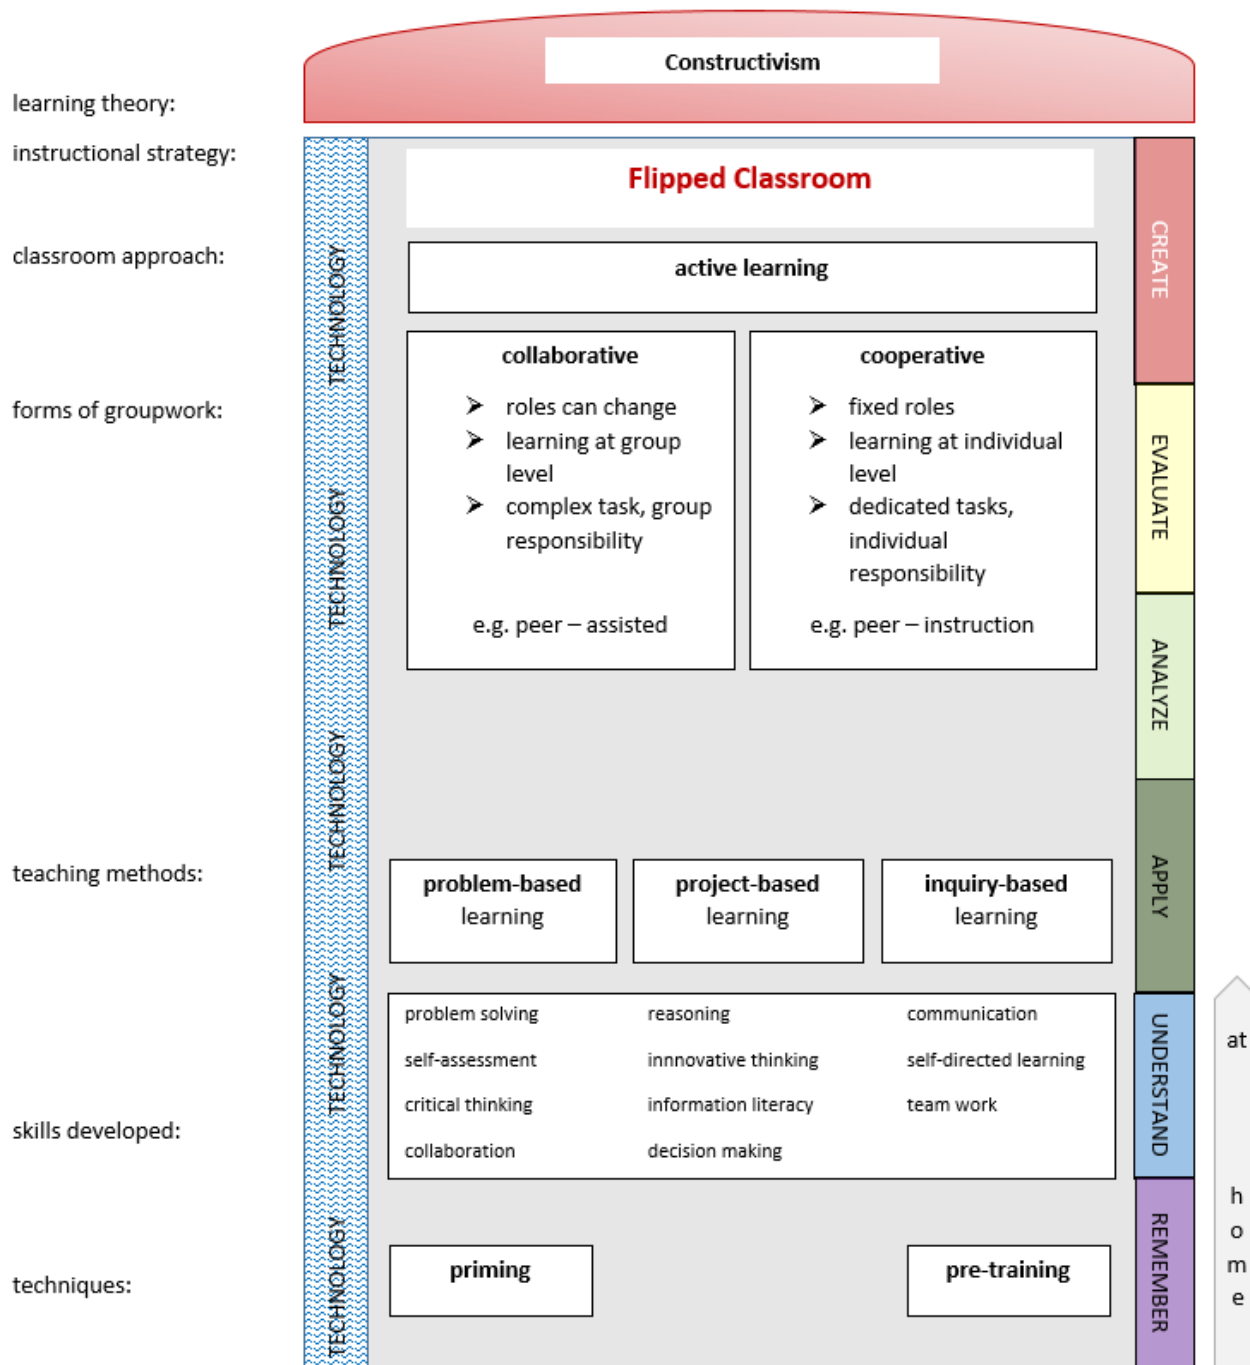 Constructivism
learning theory:
instructional strategy:
Flipped Classroom
classroom approach:
active learning
forms of groupwork:
collaborative
➤ roles can change
➤ learning at group
level
➤ complex task, group
responsibility
e.g. peer – assisted
cooperative
➤ fixed roles
➤ learning at individual
level
➤ dedicated tasks,
individual
responsibility
e.g. peer – instruction
teaching methods:
problem-based
learning
project-based
learning
inquiry-based
learning
skills developed:
problem solving
self-assessment
critical thinking
collaboration
reasoning
innnovative thinking
information literacy
decision making
communication
self-directed learning
team work
techniques:
priming
pre-training
TECHNOLOGY
TECHNOLOGY
TECHNOLOGY
TECHNOLOGY
TECHNOLOGY
CREATE
EVALUATE
ANALYZE
APPLY
UNDERSTAND
REMEMBER
at
h
o
m
e